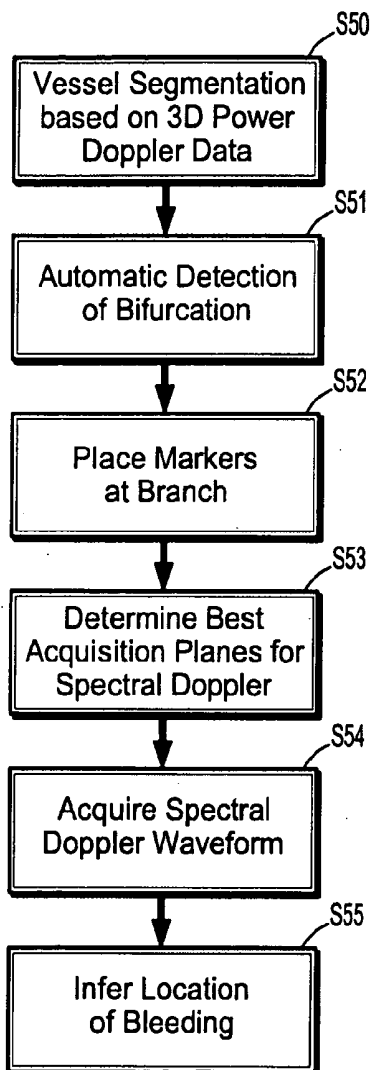 S50
Vessel Segmentation
based on 3D Power
Doppler Data
S51
Automatic Detection
of Bifurcation
S52
Place Markers
at Branch
S53
Determine Best
Acquisition Planes for
Spectral Doppler
S54
Acquire Spectral
Doppler Waveform
S55
Infer Location
of Bleeding